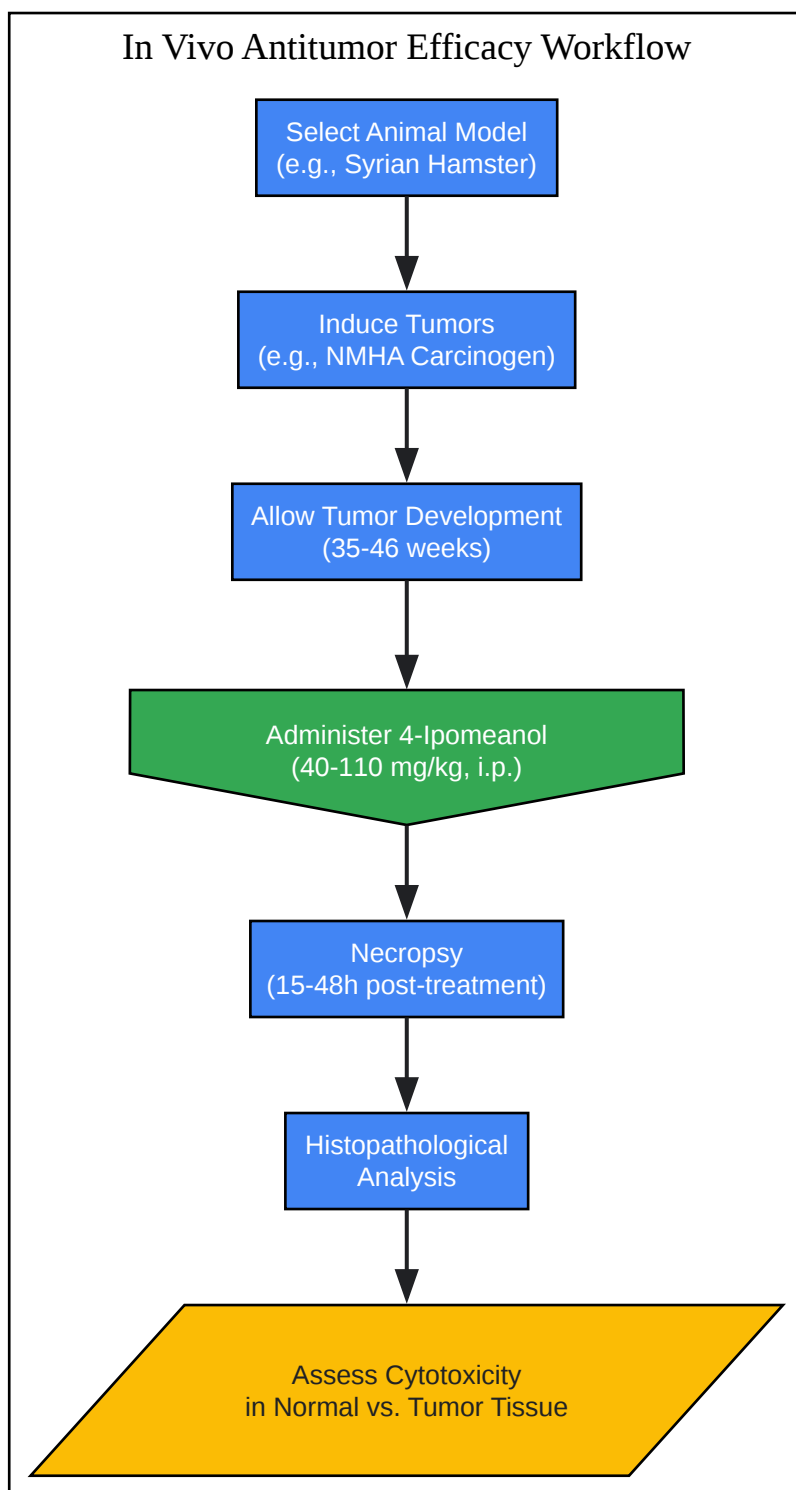 In Vivo Antitumor Efficacy Workflow
Select Animal Model
(e.g., Syrian Hamster)
Induce Tumors
(e.g., NMHA Carcinogen)
Allow Tumor Development
(35-46 weeks)
Administer 4-Ipomeanol
(40-110 mg/kg, i.p.)
Necropsy
(15-48h post-treatment)
Histopathological
Analysis
Assess Cytotoxicity
in Normal vs. Tumor Tissue